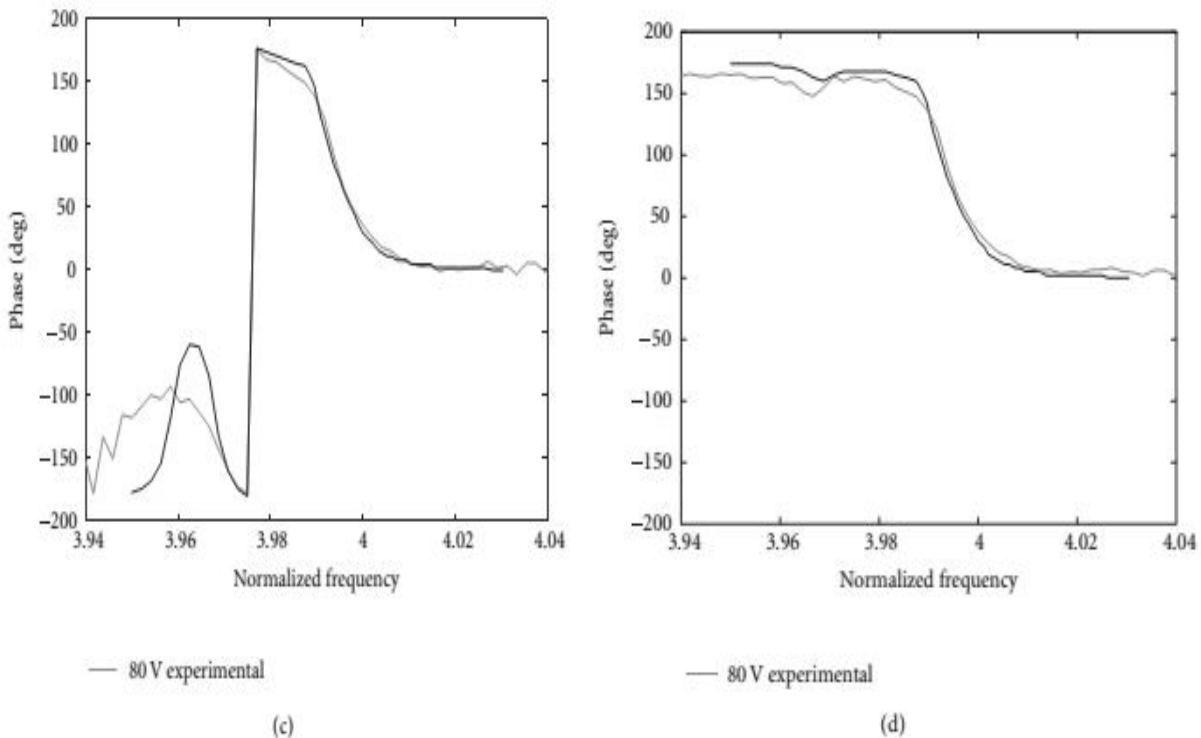 200
150
100
50
0
−50
−100
−150
−200
Phase (deg)
3.94 3.96 3.98 4 4.02 4.04
Normalized frequency
80 V experimental
(c)
200
150
100
50
0
−50
−100
−150
−200
Phase (deg)
3.94 3.96 3.98 4 4.02 4.04
Normalized frequency
80 V experimental
(d)